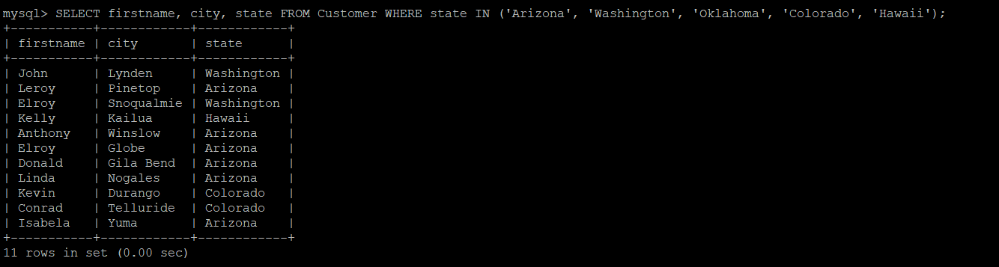 mysql> SELECT firstname, city, state FROM Customer WHERE state IN ('Arizona', 'Washington', 'Oklahoma', 'Colorado', 'Hawaii');
+-----------+------------+------------+
| firstname | city       | state      |
+-----------+------------+------------+
| John      | Lynden     | Washington |
| Leroy     | Pinetop    | Arizona    |
| Elroy     | Snoqualmie | Washington |
| Kelly     | Kailua     | Hawaii     |
| Anthony   | Winslow    | Arizona    |
| Elroy     | Globe      | Arizona    |
| Donald    | Gila Bend  | Arizona    |
| Linda     | Nogales    | Arizona    |
| Kevin     | Durango    | Colorado   |
| Conrad    | Telluride  | Colorado   |
| Isabela   | Yuma       | Arizona    |
+-----------+------------+------------+
11 rows in set (0.00 sec)